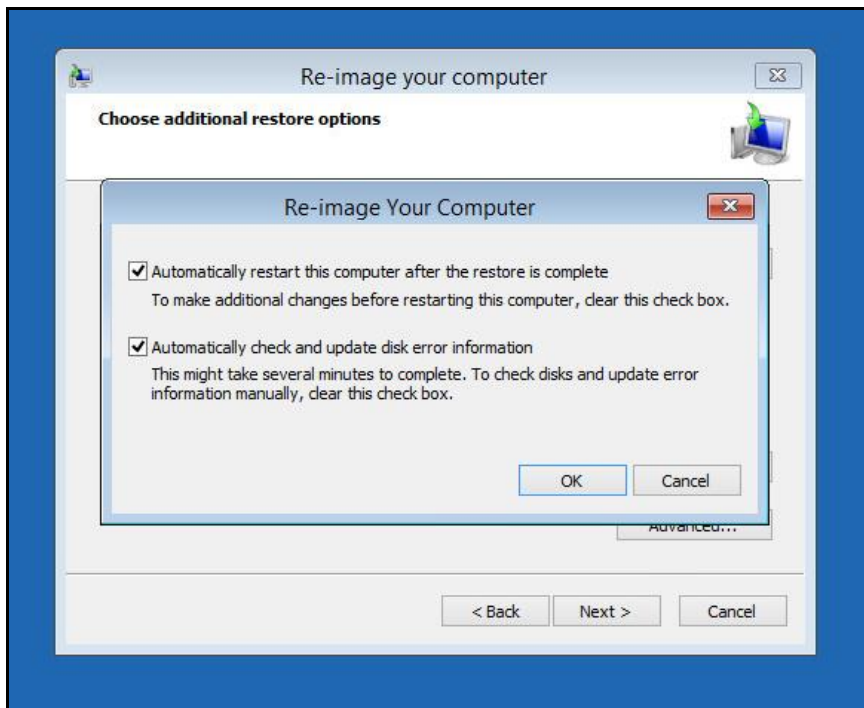 Re-image your computer
Choose additional restore options
Re-image Your Computer
Automatically restart this computer after the restore is complete
To make additional changes before restarting this computer, clear this check box.
Automatically check and update disk error information
This might take several minutes to complete. To check disks and update error
information manually, clear this check box.
OK Cancel
Advanced...
< Back Next > Cancel